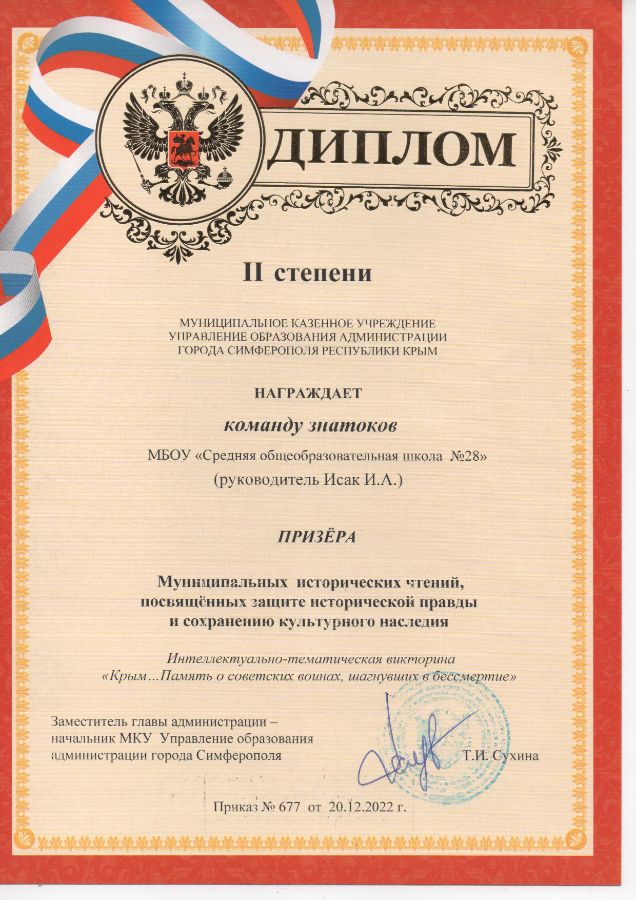 ДИПЛОМ
II степени
МУНИЦИПАЛЬНОЕ КАЗЕННОЕ УЧРЕЖДЕНИЕ
УПРАВЛЕНИЕ ОБРАЗОВАНИЯ АДМИНИСТРАЦИИ
ГОРОДА СИМФЕРОПОЛЯ РЕСПУБЛИКИ КРЫМ
НАГРАЖДАЕТ
команду знатоков
МБОУ «Средняя общеобразовательная школа №28»
(руководитель Исак И.А.)
ПРИЗЁРА
Муниципальных исторических чтений,
посвящённых защите исторической правды
и сохранению культурного наследия
Интеллектуально-тематическая викторина
«Крым…Память о советских воинах, шагнувших в бессмертие»
Заместитель главы администрации –
начальник МКУ Управление образования
администрации города Симферополя
Т.И. Сухина
Приказ № 677 от 20.12.2022 г.